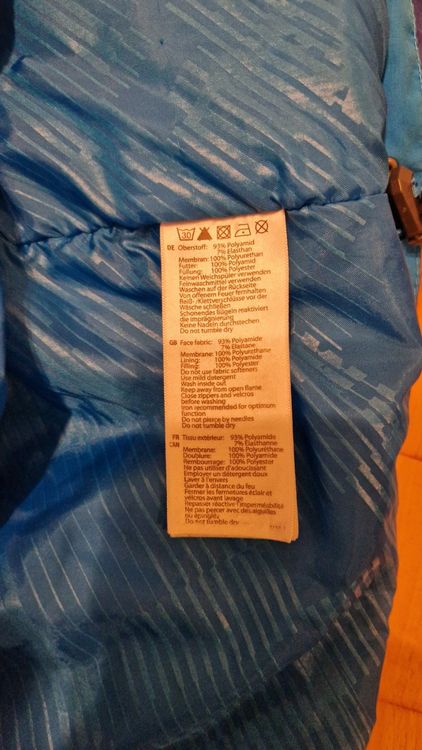 30
DE Oberstoff: 93% Polyamid
7% Elasthan
Membran: 100% Polyurethan
Futter: 100% Polyamid
Füllung: 100% Polyester
Keinen Weichspüler verwenden
Feinwaschmittel verwenden
Waschen auf der Rückseite
Von offenem Feuer fernhalten
Reiß- /Klettverschlüsse vor der
Wäsche schließen
Schonendes Bügeln reaktiviert
die Imprägnierung
Keine Nadeln durchstechen
Do not tumble dry
GB Face fabric: 93% Polyamide
7% Elastane
Membrane: 100% Polyurethane
Lining: 100% Polyamide
Filling: 100% Polyester
Do not use fabric softeners
Use mild detergent
Wash inside out
Keep away from open flame
Close zippers and velcros
before washing
Iron recommended for optimum
function
Do not pierce by needles
Do not tumble dry
FR Tissu extérieur: 93% Polyamide
CAN 7% Elasthanne
Membrane: 100% Polyuréthane
Doublure: 100% Polyamide
Rembourrage: 100% Polyester
Ne pas utiliser d'adoucissant
Employer un détergent doux
Laver à l'envers
Garder à distance du feu
Fermer les fermetures éclair et
velcros avant lavage
Repasser réactive l'imperméabilité
Ne pas percer avec des aiguilles
ou épingles
Do not tumble dry